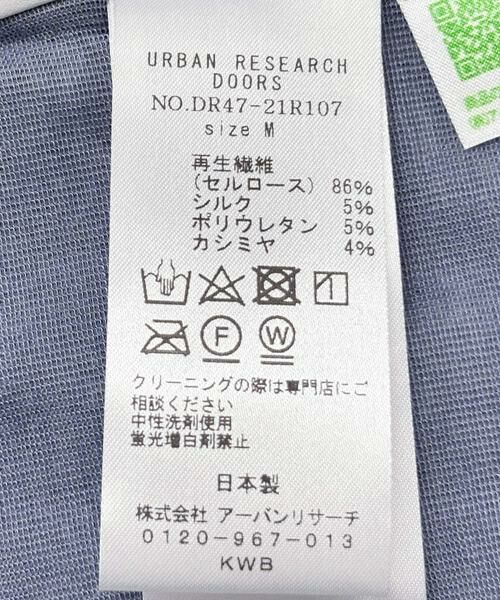 URBAN RESEARCH
DOORS
NO.DR47-21R107
size M
再生繊維
(セルロース) 86%
シルク 5%
ポリウレタン 5%
カシミヤ 4%
F W
クリーニングの際は専門店にご
相談ください
中性洗剤使用
蛍光増白剤禁止
日本製
株式会社 アーバンリサーチ
0120-967-013
KWB